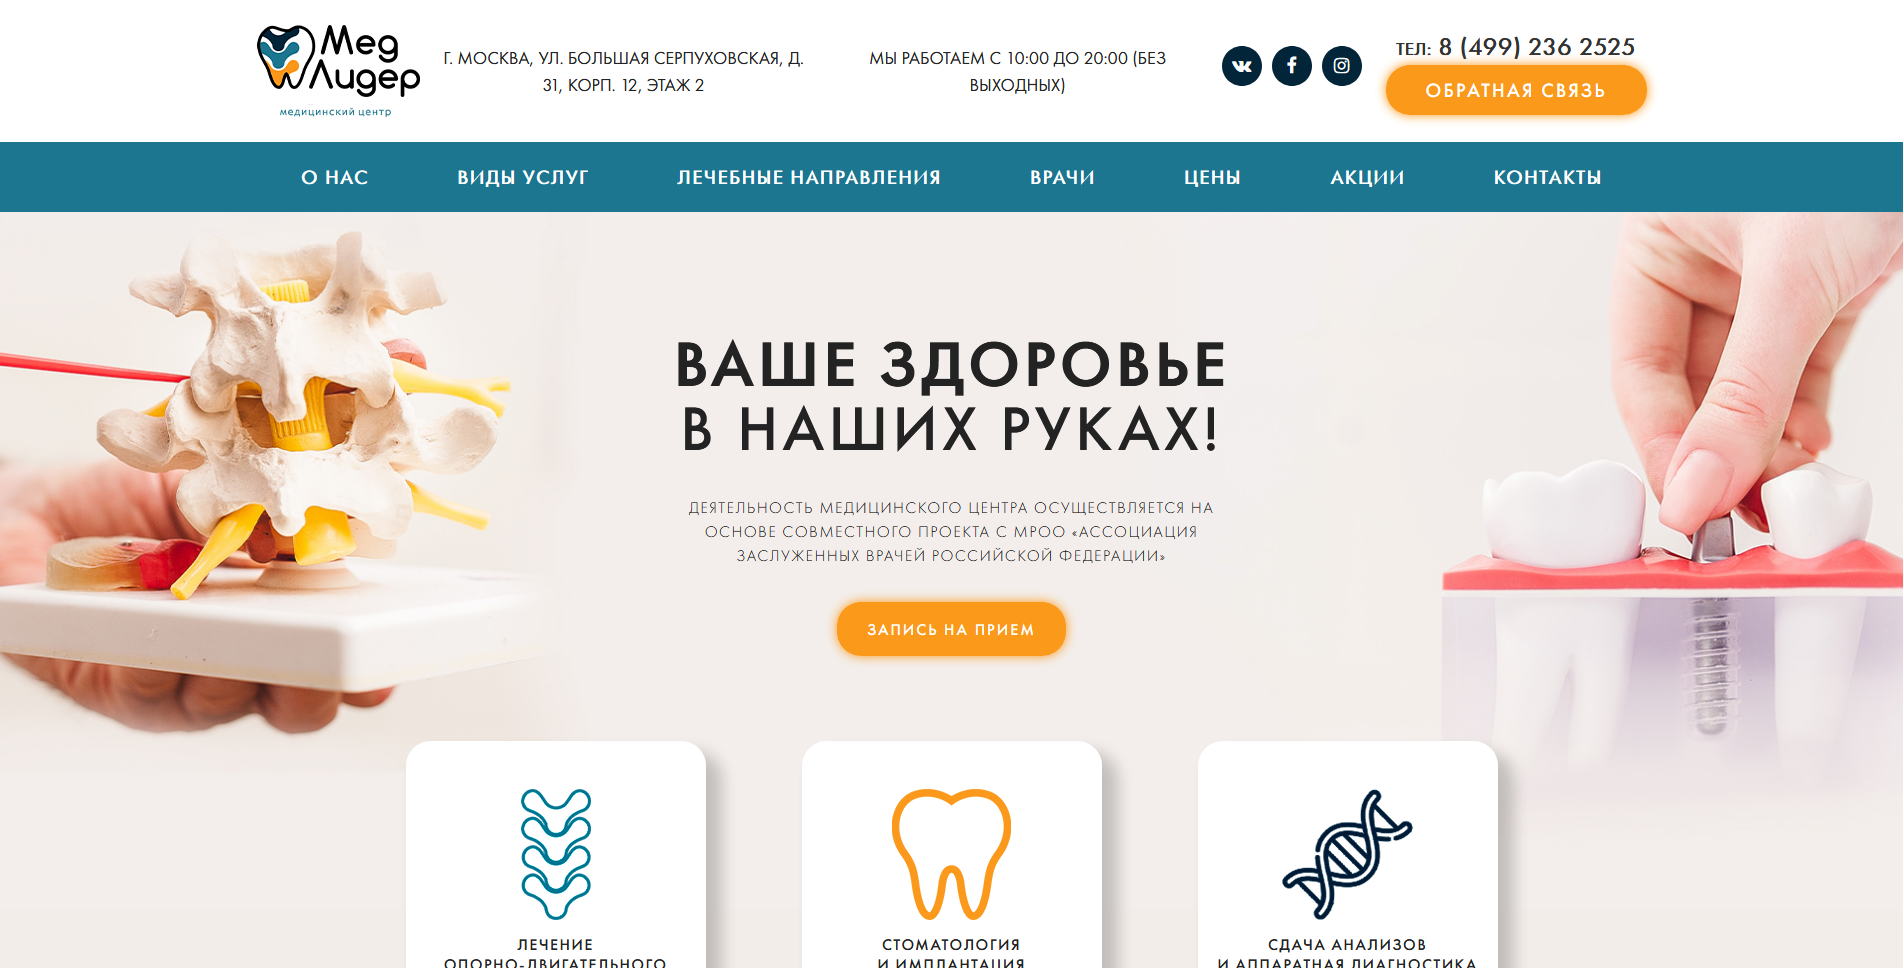 Мед
Лидер
медицинский центр
Г. МОСКВА, УЛ. БОЛЬШАЯ СЕРПУХОВСКАЯ, Д.
31, КОРП. 12, ЭТАЖ 2
МЫ РАБОТАЕМ С 10:00 ДО 20:00 (БЕЗ
ВЫХОДНЫХ)
ТЕЛ: 8 (499) 236 2525
ОБРАТНАЯ СВЯЗЬ
О НАС
ВИДЫ УСЛУГ
ЛЕЧЕБНЫЕ НАПРАВЛЕНИЯ
ВРАЧИ
ЦЕНЫ
АКЦИИ
КОНТАКТЫ
ВАШЕ ЗДОРОВЬЕ
В НАШИХ РУКАХ!
ДЕЯТЕЛЬНОСТЬ МЕДИЦИНСКОГО ЦЕНТРА ОСУЩЕСТВЛЯЕТСЯ НА
ОСНОВЕ СОВМЕСТНОГО ПРОЕКТА С МРОО «АССОЦИАЦИЯ
ЗАСЛУЖЕННЫХ ВРАЧЕЙ РОССИЙСКОЙ ФЕДЕРАЦИИ»
ЗАПИСЬ НА ПРИЕМ
ЛЕЧЕНИЕ
ОПОРНО-ДВИГАТЕЛЬНОГО
СТОМАТОЛОГИЯ
И ИМПЛАНТАЦИЯ
СДАЧА АНАЛИЗОВ
И АППАРАТНАЯ ДИАГНОСТИКА